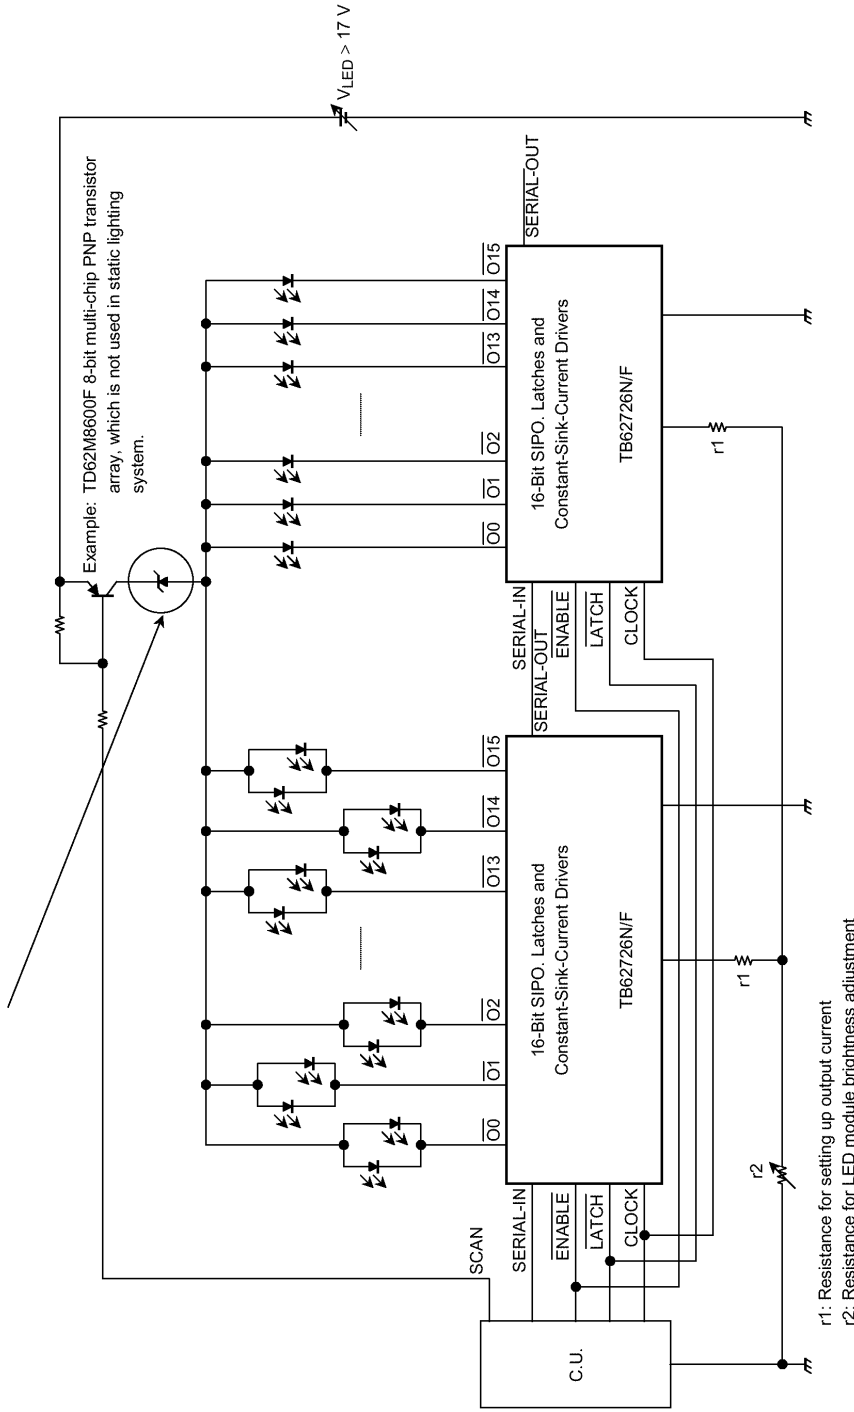 V LED > 17 V
Example: TD62M8600F 8-bit multi-chip PNP transistor
array, which is not used in static lighting
system.
O0
O1
O2
O13
O14
O15
O0
O1
O2
O13
O14
O15
SCAN
SERIAL-IN
ENABLE
LATCH
CLOCK
C.U.
16-Bit SIPO. Latches and
Constant-Sink-Current Drivers
TB62726N/F
SERIAL-OUT
SERIAL-IN
ENABLE
LATCH
CLOCK
16-Bit SIPO. Latches and
Constant-Sink-Current Drivers
TB62726N/F
SERIAL-OUT
r2
r1
r1
r1: Resistance for setting up output current
r2: Resistance for LED module brightness adjustment